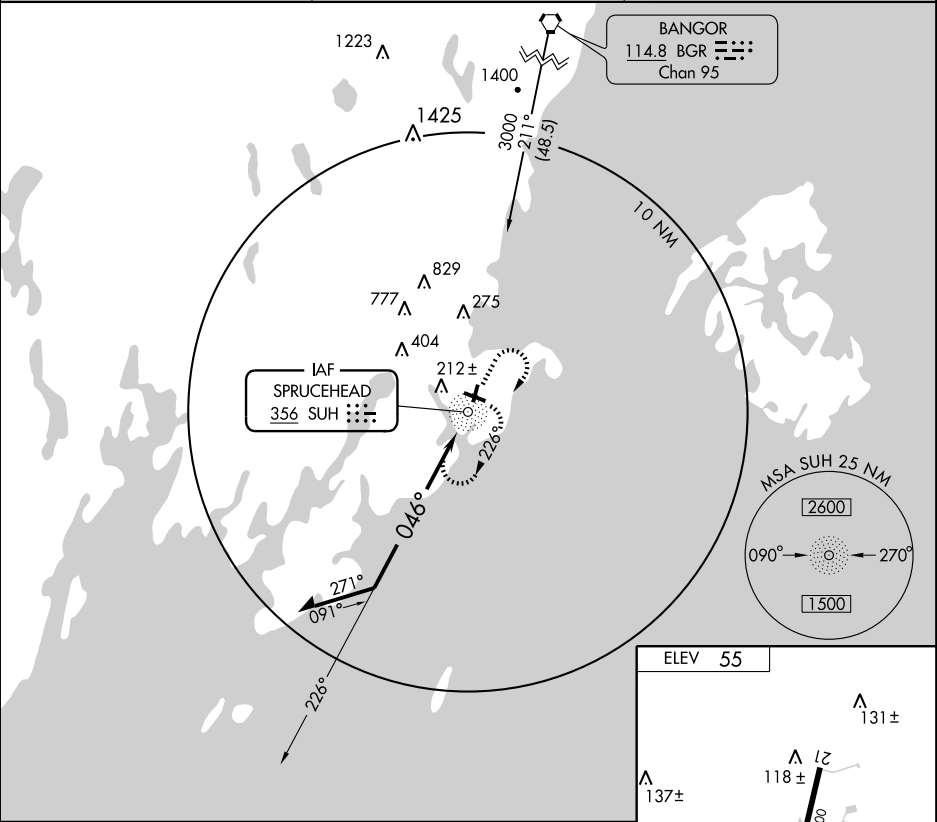 BANGOR
114.8 BGR
Chan 95
1223
1400
1425
3000
211°
(48.5)
10 NM
829
777
275
404
212±
IAF
SPRUCEHEAD
356 SUH
226°
046°
271°
091°
226°
MSA SUH 25 NM
2600
090°
270°
1500
ELEV 55
131±
21
118±
137±